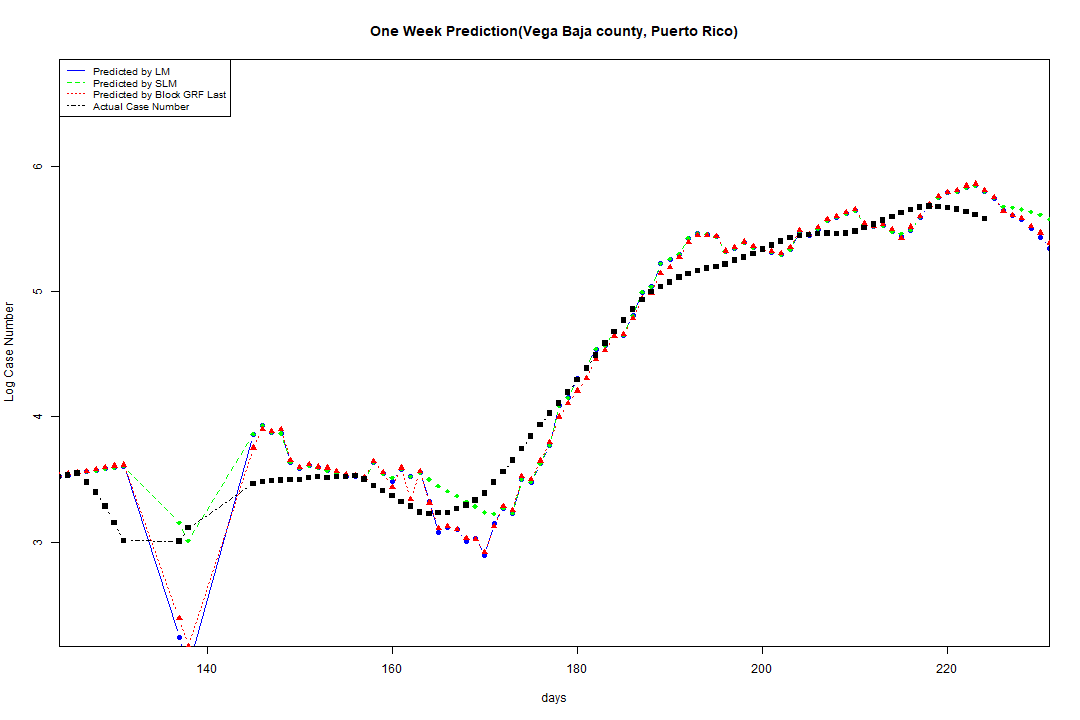 One Week Prediction(Vega Baja county, Puerto Rico)
Predicted by LM
Predicted by SLM
Predicted by Block GRF Last
Actual Case Number
6
5
4
3
Log Case Number
140 160 180 200 220
days